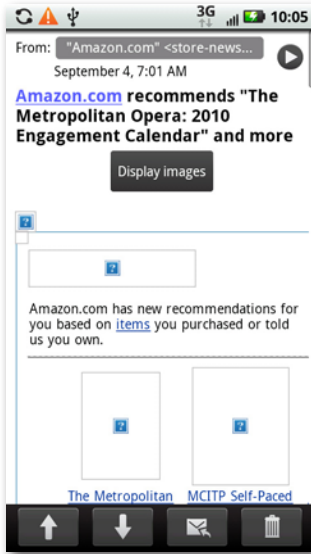 3G 10:05
From: "Amazon.com" <store-news...
September 4, 7:01 AM
Amazon.com recommends "The
Metropolitan Opera: 2010
Engagement Calendar" and more
Display images
Amazon.com has new recommendations for
you based on items you purchased or told
us you own.
The Metropolitan MCITP Self-Paced